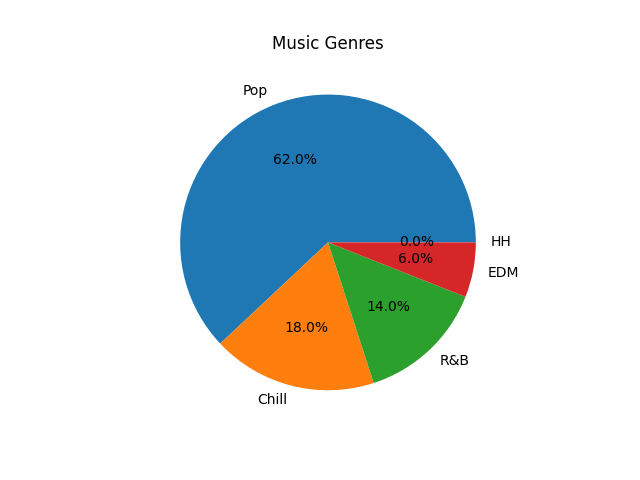 Music Genres
Pop
62.0%
0.0%
HH
6.0%
EDM
14.0%
18.0%
R&B
Chill